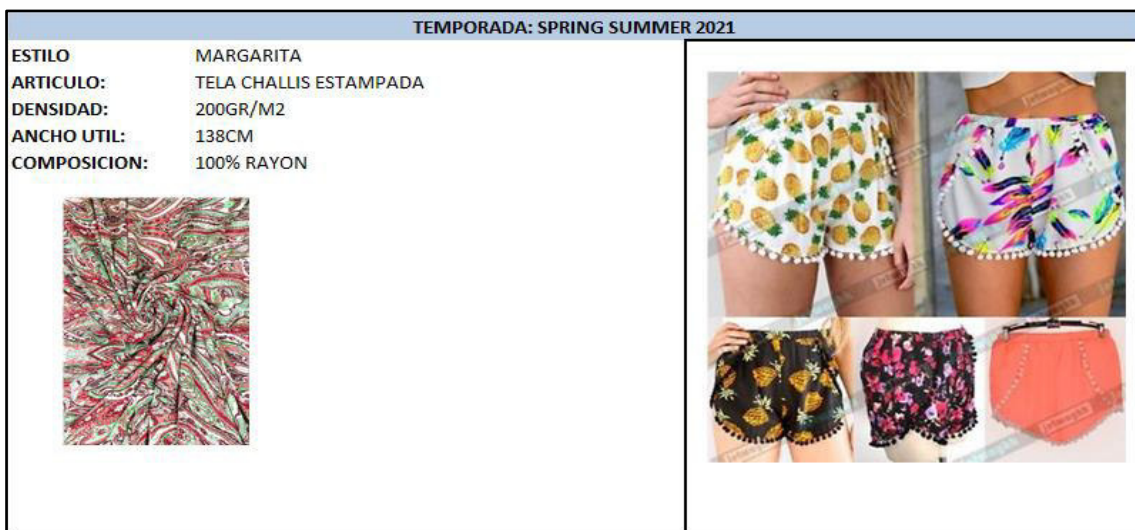 TEMPORADA: SPRING SUMMER 2021
ESTILO MARGARITA
ARTICULO: TELA CHALLIS ESTAMPADA
DENSIDAD: 200GR/M2
ANCHO UTIL: 138CM
COMPOSICION: 100% RAYON